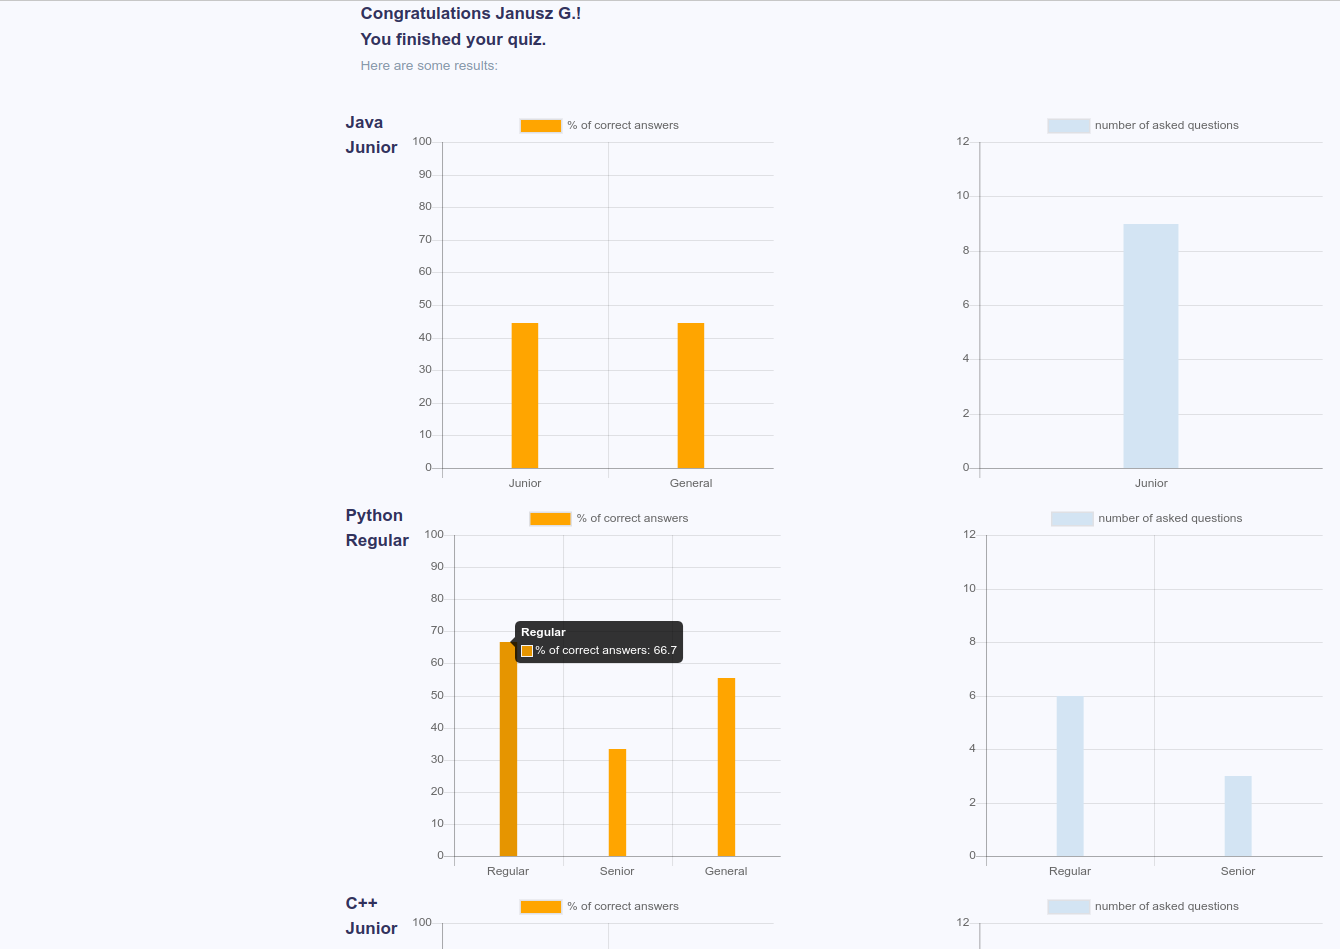 Congratulations Janusz G.!
You finished your quiz.
Here are some results:
Java
Junior
% of correct answers
100
90
80
70
60
50
40
30
20
10
0
Junior General
number of asked questions
12
10
8
6
4
2
0
Junior
Python
Regular
% of correct answers
100
90
80
70
60
50
40
30
20
10
0
Regular
% of correct answers: 66.7
Regular Senior General
number of asked questions
12
10
8
6
4
2
0
Regular Senior
C++
Junior
% of correct answers
100
number of asked questions
12